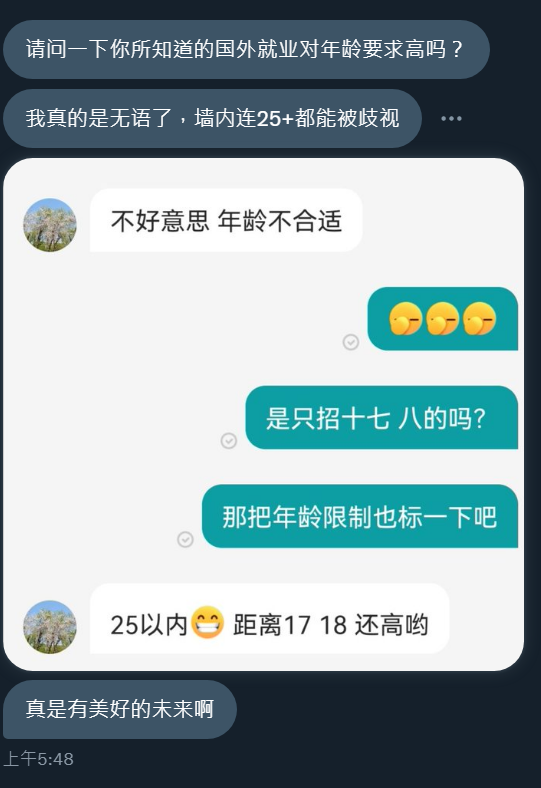 请问一下你所知道的国外就业对年龄要求高吗？
我真的是无语了，墙内连25+都能被歧视
不好意思 年龄不合适
是只招十七 八的吗?
那把年龄限制也标一下吧
25以内😁 距离17 18 还高哟
真是有美好的未来啊
上午5:48